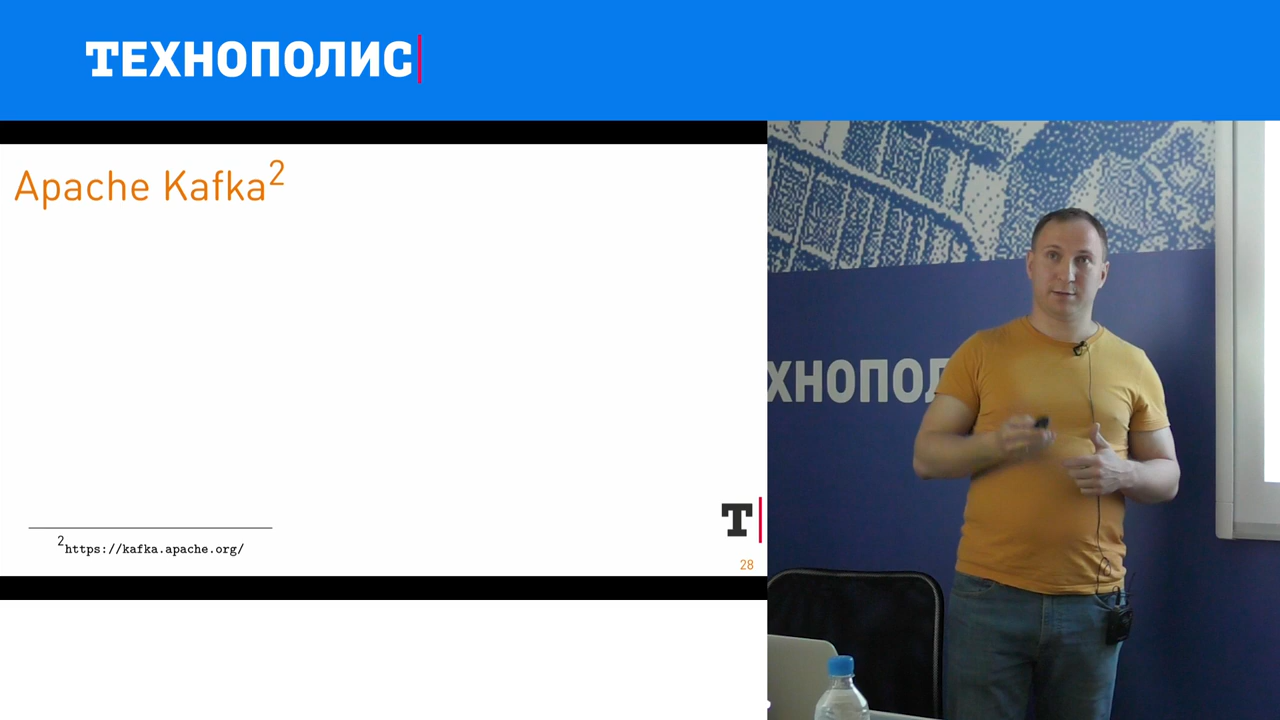 ТЕХНОПОЛИС
Apache Kafka²
²https://kafka.apache.org/
T
28
ХНОПОЛ